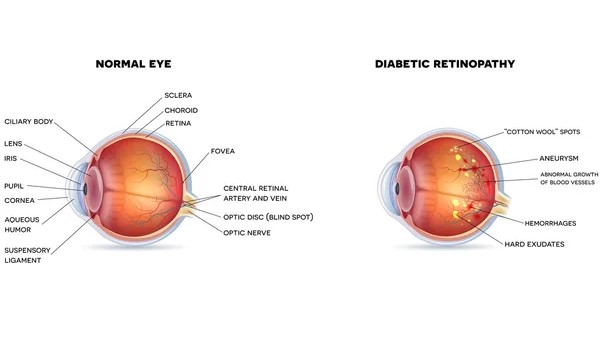 NORMAL EYE
SCLERA
CHOROID
RETINA
CILIARY BODY
LENS
IRIS
PUPIL
CORNEA
AQUEOUS
HUMOR
SUSPENSORY
LIGAMENT
FOVEA
CENTRAL RETINAL
ARTERY AND VEIN
OPTIC DISC (BLIND SPOT)
OPTIC NERVE
DIABETIC RETINOPATHY
"COTTON WOOL" SPOTS
ANEURYSM
ABNORMAL GROWTH
OF BLOOD VESSELS
HEMORRHAGES
HARD EXUDATES